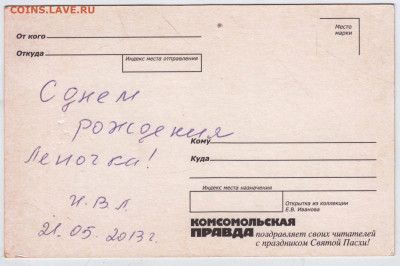 COINS.LAVE.RU
От кого
Откуда
Индекс места отправления
Место
марки
С днем
рождения
Леночка!
Н.В.Л
21.05.2013г.
Кому
Куда
Индекс места назначения
Открытка из коллекции
Е.В. Иванова
КОМСОМОЛЬСКАЯ
ПРАВДА поздравляет своих читателей
с праздником Святой Пасхи!